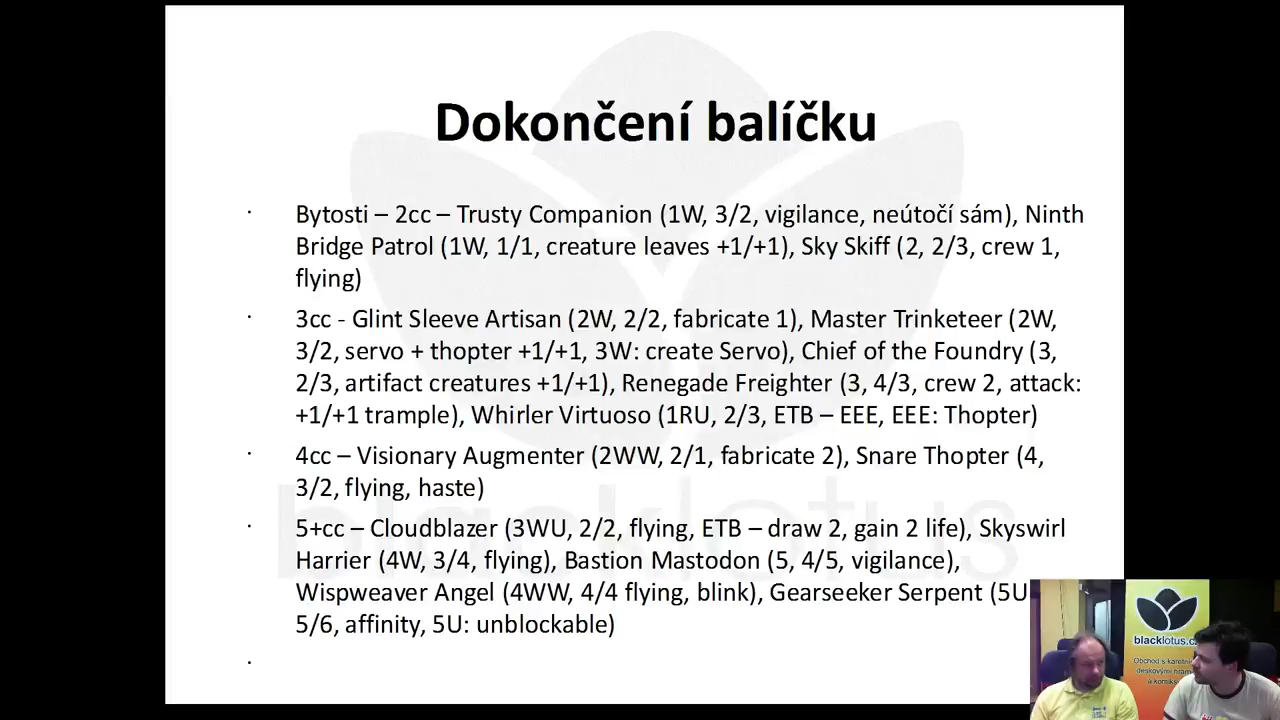 Dokončení balíčku
Bytosti – 2cc – Trusty Companion (1W, 3/2, vigilance, neútočí sám), Ninth
Bridge Patrol (1W, 1/1, creature leaves +1/+1), Sky Skiff (2, 2/3, crew 1,
flying)
3cc - Glint Sleeve Artisan (2W, 2/2, fabricate 1), Master Trinketeer (2W,
3/2, servo + thopter +1/+1, 3W: create Servo), Chief of the Foundry (3,
2/3, artifact creatures +1/+1), Renegade Freighter (3, 4/3, crew 2, attack:
+1/+1 trample), Whirler Virtuoso (1RU, 2/3, ETB – EEE, EEE: Thopter)
4cc – Visionary Augmenter (2WW, 2/1, fabricate 2), Snare Thopter (4,
3/2, flying, haste)
5+cc – Cloudblazer (3WU, 2/2, flying, ETB – draw 2, gain 2 life), Skyswirl
Harrier (4W, 3/4, flying), Bastion Mastodon (5, 4/5, vigilance),
Wispweaver Angel (4WW, 4/4 flying, blink), Gearseeker Serpent (5U
5/6, affinity, 5U: unblockable)
blacklotus
blacklotus.c
Obchod s karetní
deskovými hram
a komiks